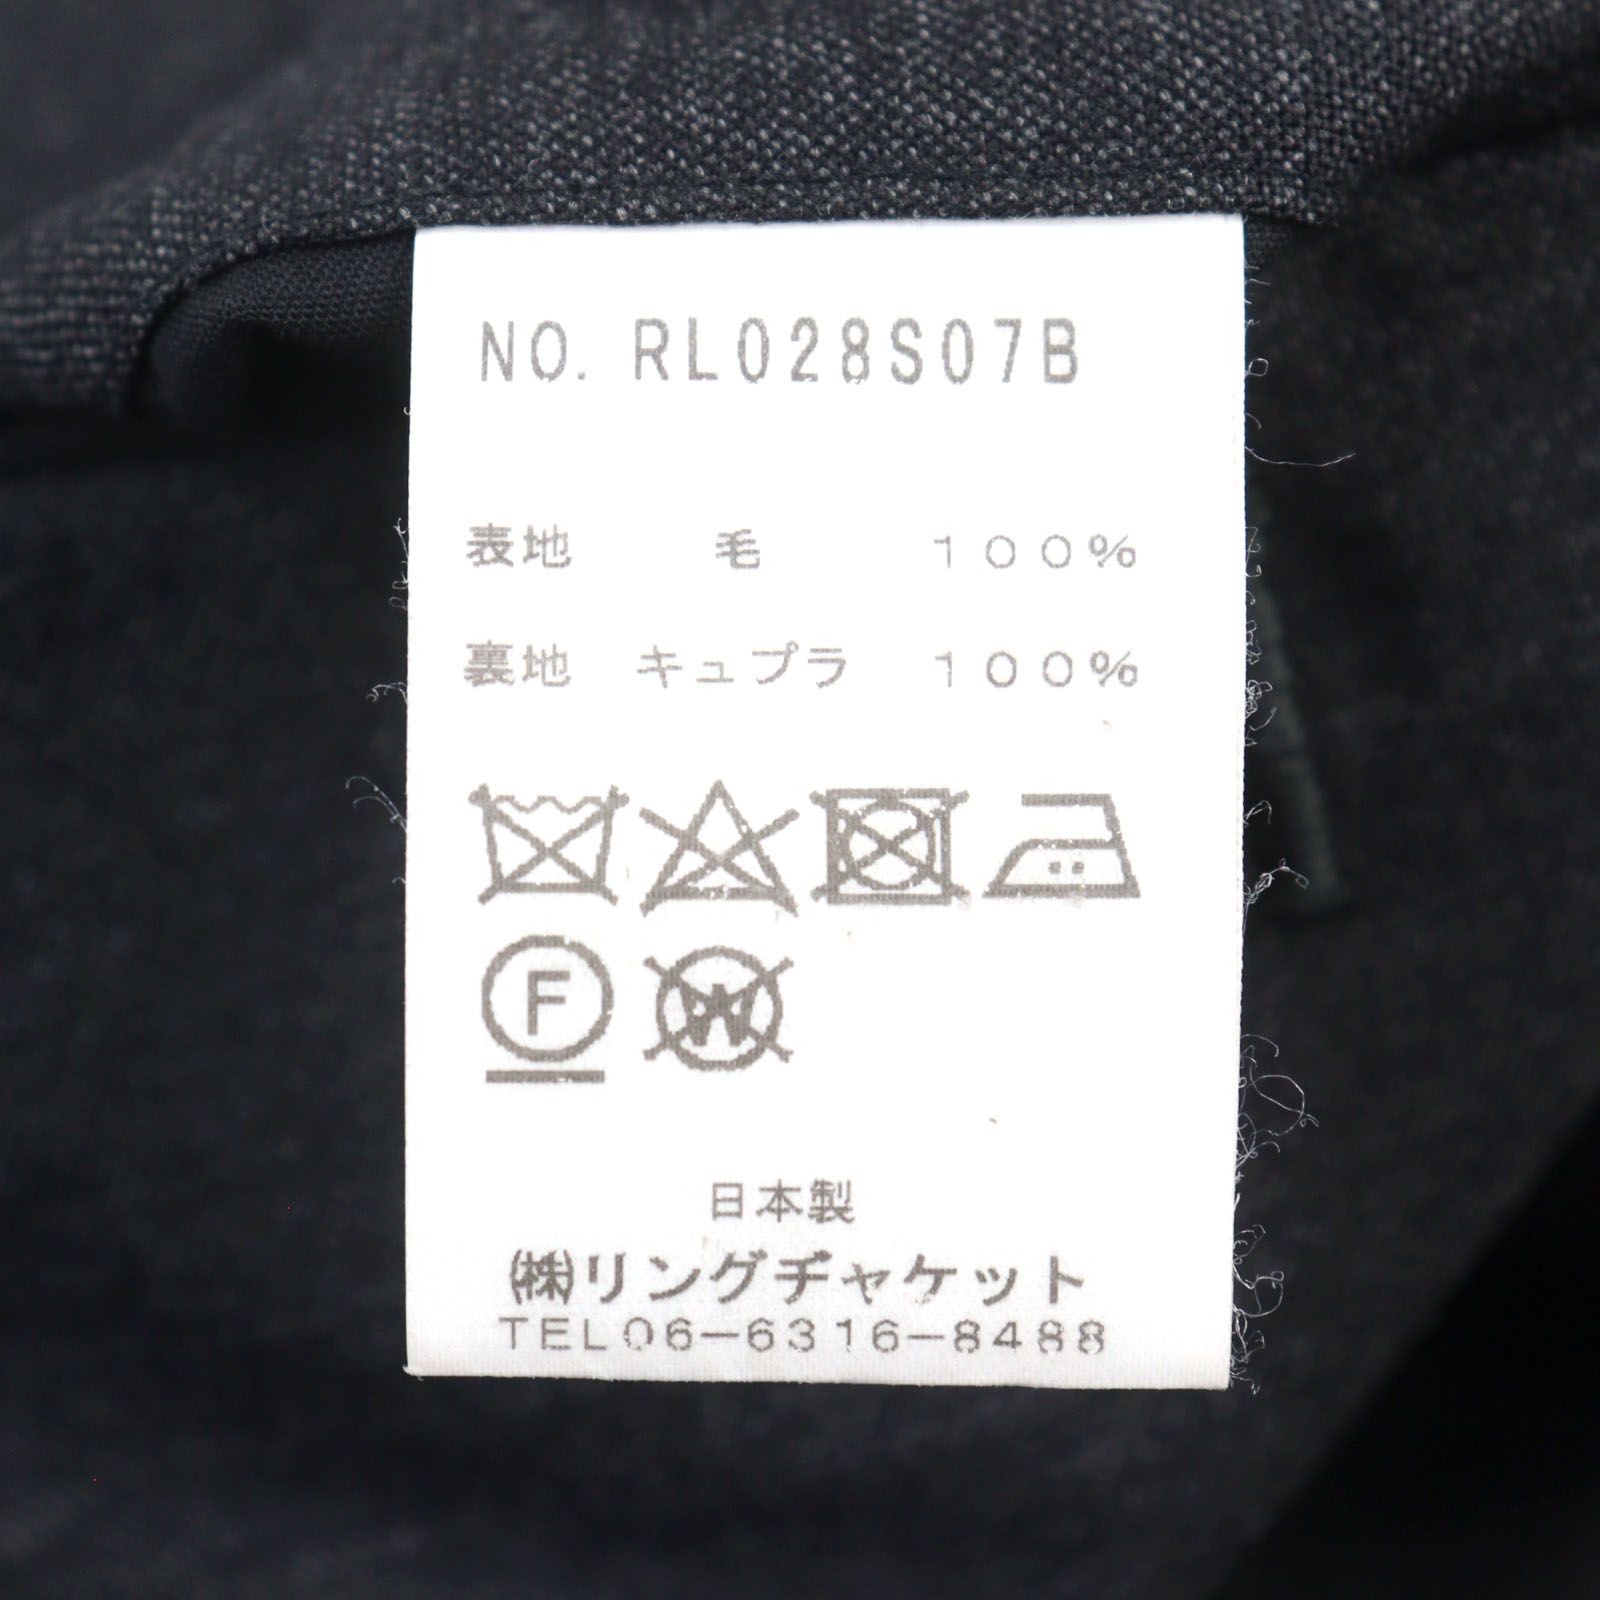 NO. RL028S07B
表地 毛 100%
裏地 キュプラ 100%
F
W
日本製
㈱リングヂャケット
TEL06-6316-8488